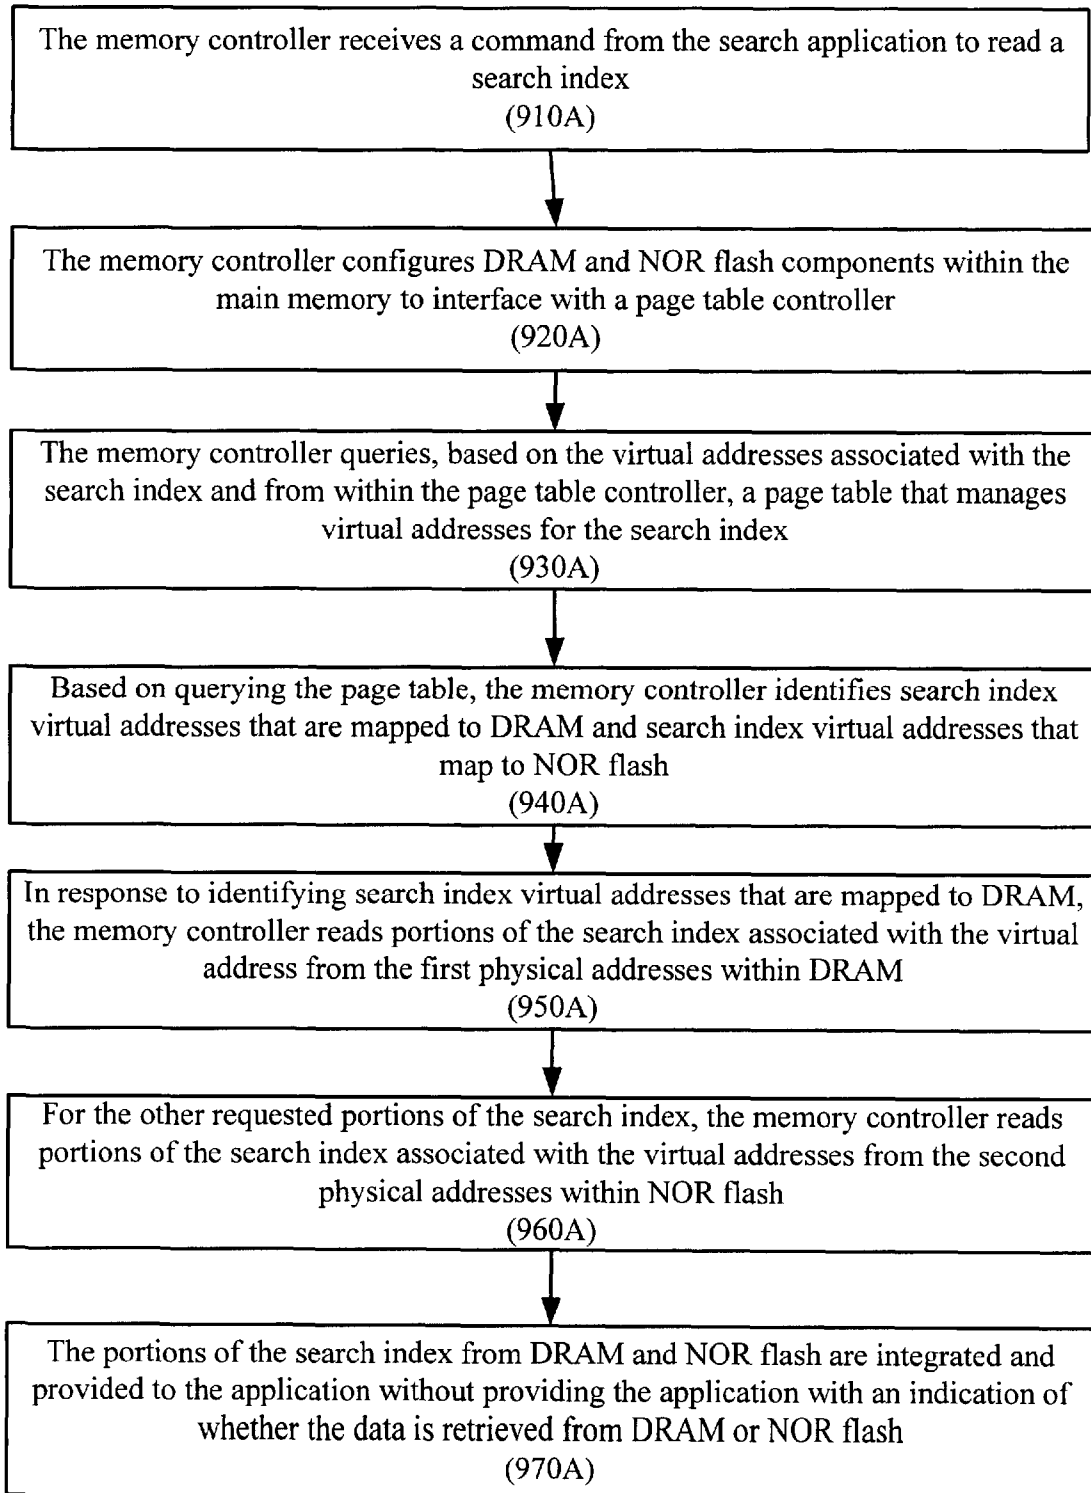 The memory controller receives a command from the search application to read a
search index
(910A)
The memory controller configures DRAM and NOR flash components within the
main memory to interface with a page table controller
(920A)
The memory controller queries, based on the virtual addresses associated with the
search index and from within the page table controller, a page table that manages
virtual addresses for the search index
(930A)
Based on querying the page table, the memory controller identifies search index
virtual addresses that are mapped to DRAM and search index virtual addresses that
map to NOR flash
(940A)
In response to identifying search index virtual addresses that are mapped to DRAM,
the memory controller reads portions of the search index associated with the virtual
address from the first physical addresses within DRAM
(950A)
For the other requested portions of the search index, the memory controller reads
portions of the search index associated with the virtual addresses from the second
physical addresses within NOR flash
(960A)
The portions of the search index from DRAM and NOR flash are integrated and
provided to the application without providing the application with an indication of
whether the data is retrieved from DRAM or NOR flash
(970A)